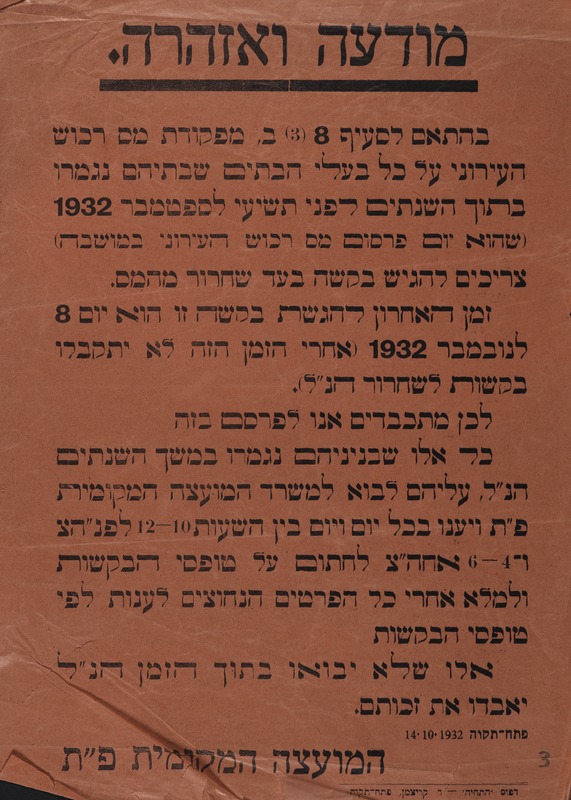 מודעה ואזהרה.
בהתאם לסעיף 8 (3) ב, מפקודת מס רכוש
העירוני על כל בעלי הבתים שבתיהם נגמרו
בתוך השנתים לפני תשיעי לספטמבר 1932
(שהוא יום פרסום מס רכוש העירוני במושבה)
צריכים להגיש בקשה בעד שחרור מהמס.
זמן האחרון להגשת בקשה זו הוא יום 8
לנובמבר 1932 (אחרי הזמן הזה לא יתקבלו
בקשות לשחרור הנ"ל).
לכן מתכבדים אנו לפרסם בזה
כל אלו שבניניהם נגמרו במשך השנתים
הנ"ל, עליהם לבוא למשרד המועצה המקומית
פ"ת ויענו בכל יום ויום בין השעות 10—12 לפנ"הצ
ו־4—6 אחה"צ לחתום על טופסי הבקשות
ולמלא אחרי כל הפרטים הנחוצים לענות לפי
טופסי הבקשות
אלו שלא יבואו בתוך הזמן הנ"ל
יאבדו את זכותם.
פתח־תקוה 14.10.1932
המועצה המקומית פ"ת
3
דפוס "התחיה" — ר קריצמן, פתח־תקוה.